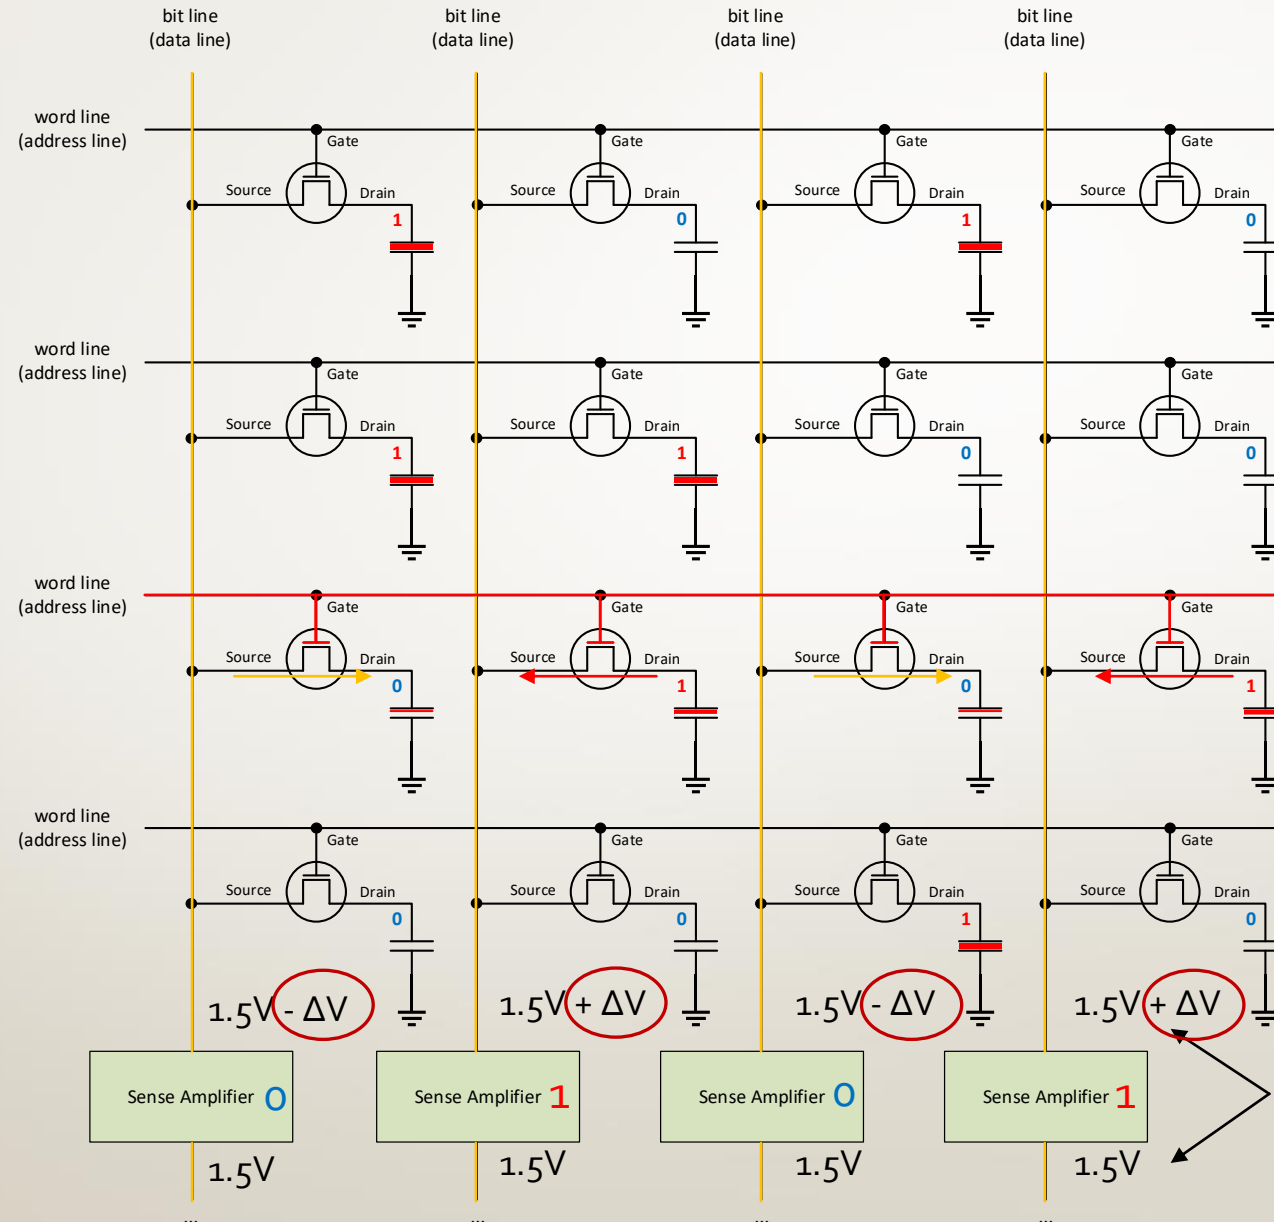 bit line
(data line)
bit line
(data line)
bit line
(data line)
bit line
(data line)
word line
(address line)
Gate
Gate
Gate
Gate
Source
Drain
Source
Drain
Source
Drain
Source
Drain
1
0
1
0
word line
(address line)
Gate
Gate
Gate
Gate
Source
Drain
Source
Drain
Source
Drain
Source
Drain
1
1
0
0
word line
(address line)
Gate
Gate
Gate
Gate
Source
Drain
Source
Drain
Source
Drain
Source
Drain
0
1
0
1
word line
(address line)
Gate
Gate
Gate
Gate
Source
Drain
Source
Drain
Source
Drain
Source
Drain
0
0
1
0
1.5V - ΔV
1.5V + ΔV
1.5V - ΔV
1.5V + ΔV
Sense Amplifier 0
Sense Amplifier 1
Sense Amplifier 0
Sense Amplifier 1
1.5V
1.5V
1.5V
1.5V
...
...
...
...